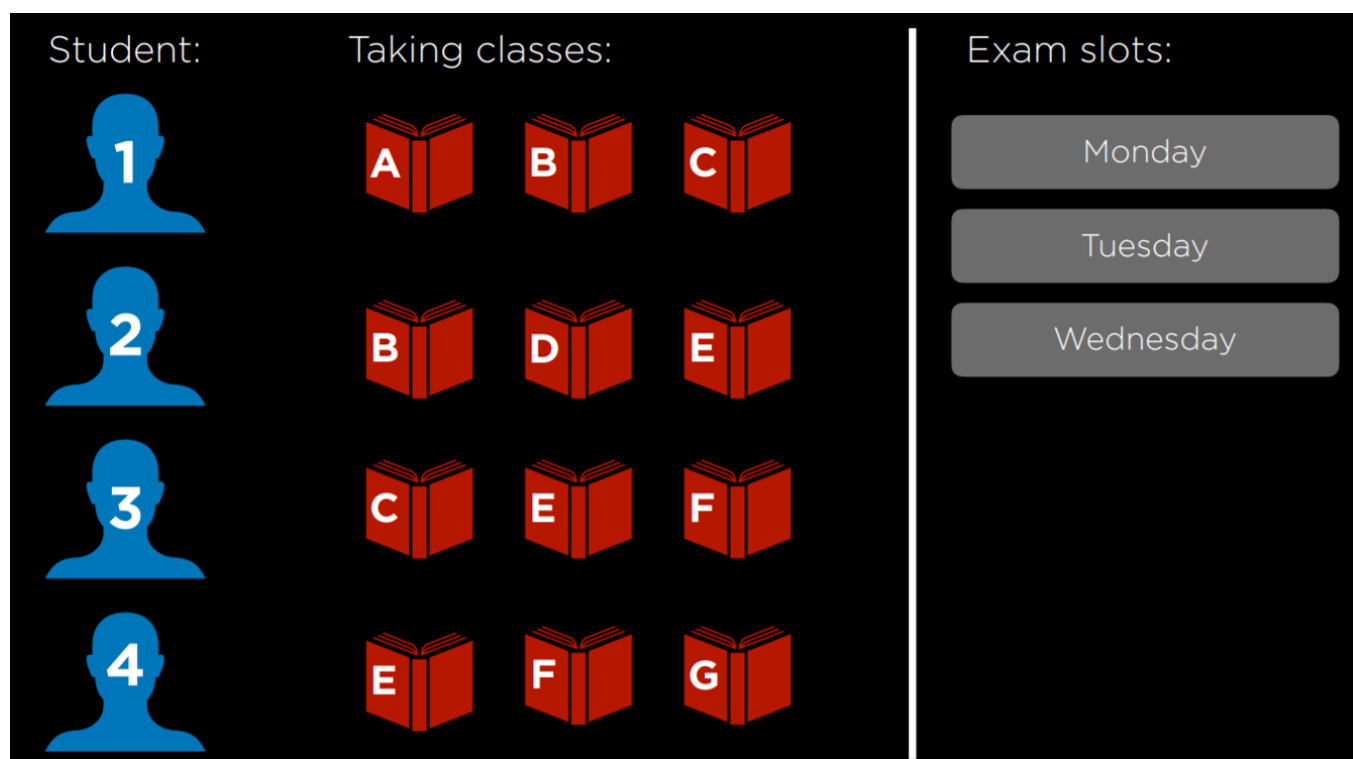 Student: Taking classes: Exam slots:
1 A B C Monday
Tuesday
2 B D E Wednesday
3 C E F
4 E F G